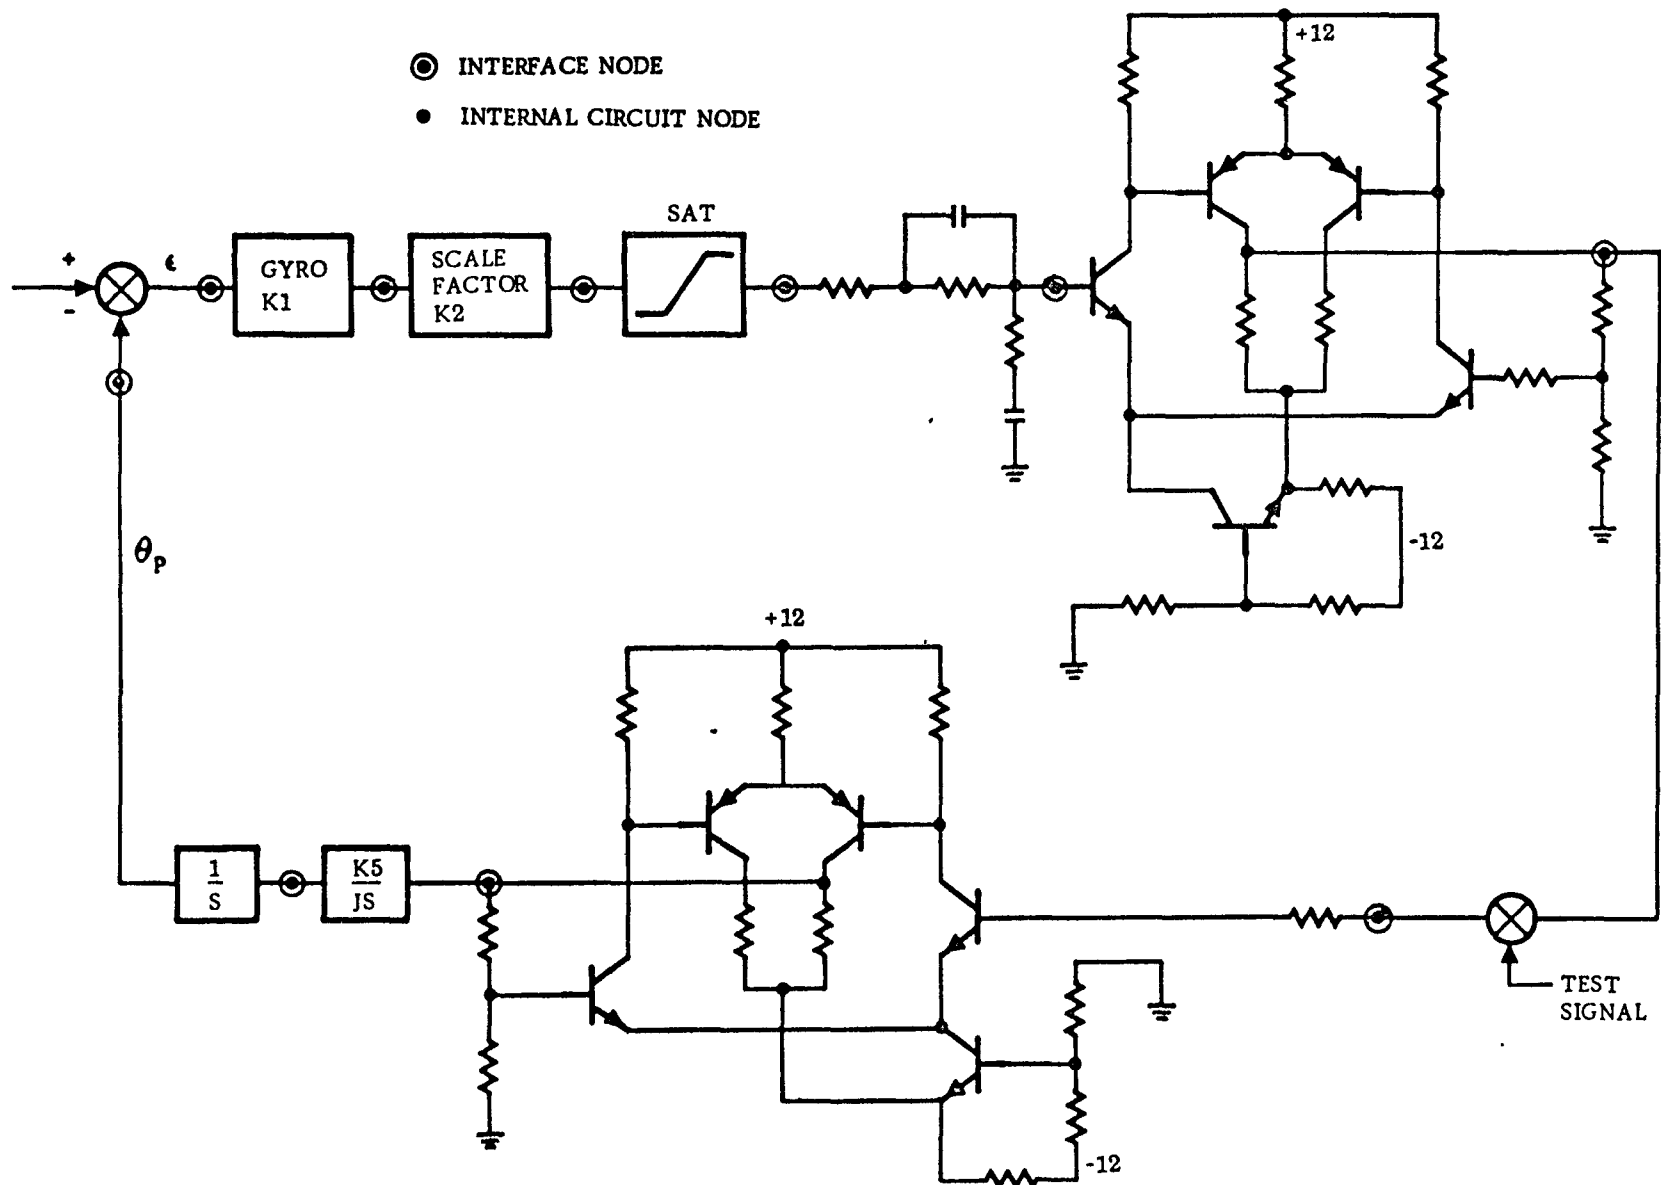 +12
INTERFACE NODE
INTERNAL CIRCUIT NODE
SAT
+
ϵ
GYRO
K1
SCALE
FACTOR
K2
-
-12
θP
+12
1
S
K5
JS
TEST
SIGNAL
-12